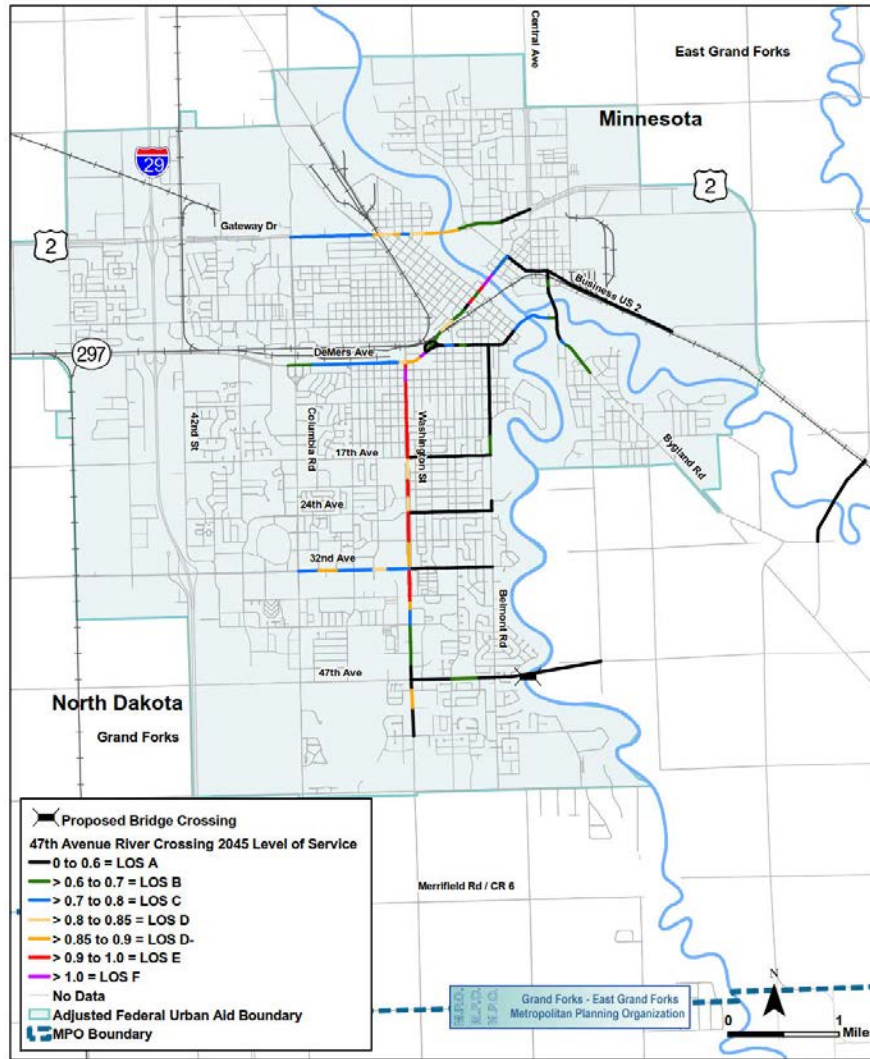 Central Ave
East Grand Forks
Minnesota
29
2
Gateway Dr
2
Business US 2
297
DeMers Ave
42nd St
Columbia Rd
Washington St
17th Ave
Bygland Rd
24th Ave
32nd Ave
Belmont Rd
47th Ave
North Dakota
Grand Forks
Proposed Bridge Crossing
47th Avenue River Crossing 2045 Level of Service
0 to 0.6 = LOS A
> 0.6 to 0.7 = LOS B
> 0.7 to 0.8 = LOS C
> 0.8 to 0.85 = LOS D
> 0.85 to 0.9 = LOS D-
> 0.9 to 1.0 = LOS E
> 1.0 = LOS F
No Data
Adjusted Federal Urban Aid Boundary
MPO Boundary
Merrifield Rd / CR 6
M.P.O.
M.P.O.
M.P.O.
Grand Forks - East Grand Forks
Metropolitan Planning Organization
N
0 1
Mile